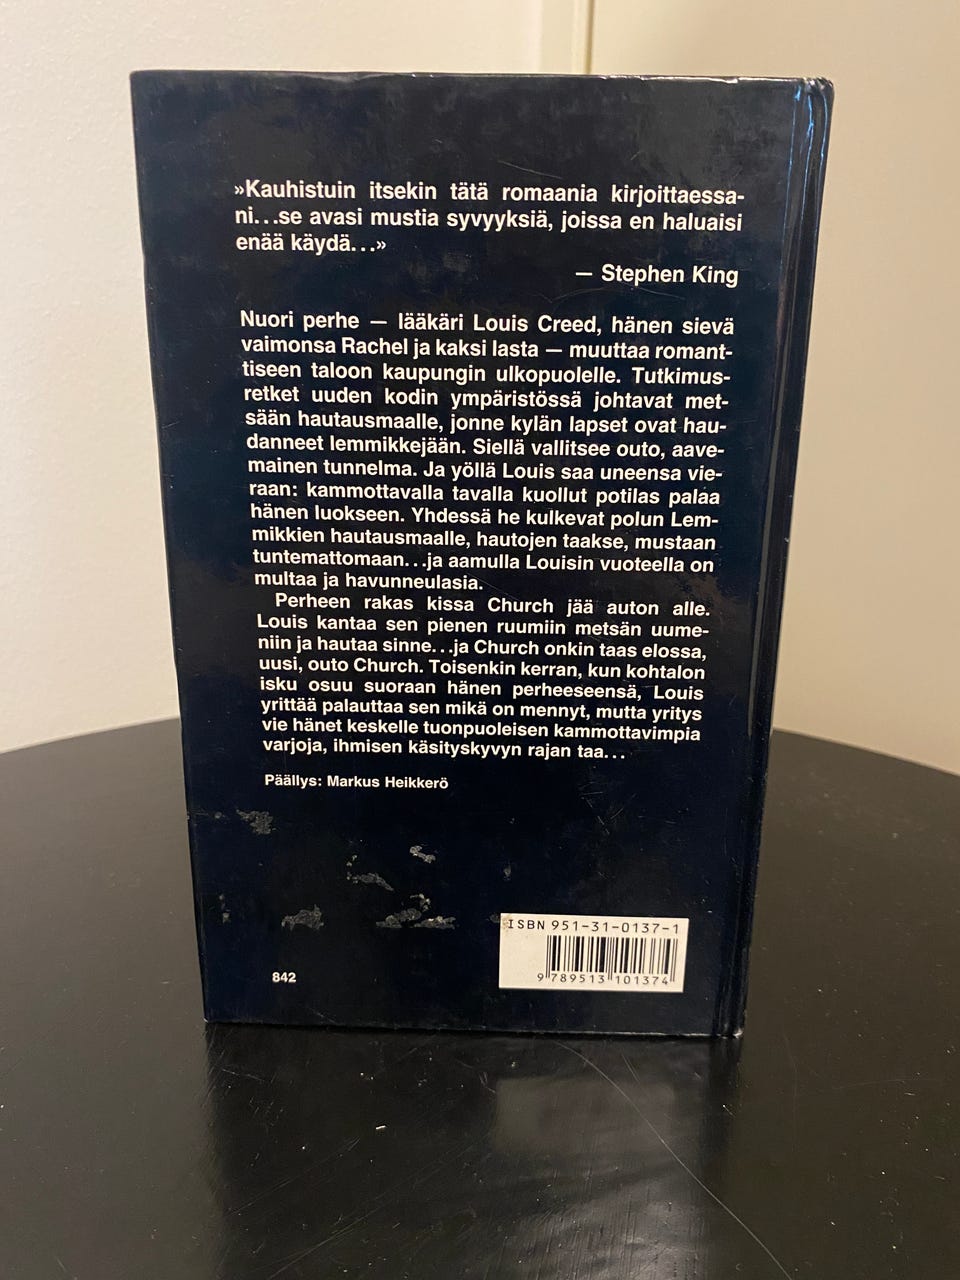 »Kauhistuin itsekin tätä romaania kirjoittaessa-
ni...se avasi mustia syvyyksiä, joissa en haluaisi
enää käydä...»
— Stephen King
Nuori perhe — lääkäri Louis Creed, hänen sievä
vaimonsa Rachel ja kaksi lasta — muuttaa romant-
tiseen taloon kaupungin ulkopuolelle. Tutkimus-
retket uuden kodin ympäristössä johtavat met-
sään hautausmaalle, jonne kylän lapset ovat hau-
danneet lemmikkejään. Siellä vallitsee outo, aave-
mainen tunnelma. Ja yöllä Louis saa uneensa vie-
raan: kammottavalla tavalla kuollut potilas palaa
hänen luokseen. Yhdessä he kulkevat polun Lem-
mikkien hautausmaalle, hautojen taakse, mustaan
tuntemattomaan...ja aamulla Louisin vuoteella on
multaa ja havunneulasia.
Perheen rakas kissa Church jää auton alle.
Louis kantaa sen pienen ruumiin metsän uume-
niin ja hautaa sinne...ja Church onkin taas elossa,
uusi, outo Church. Toisenkin kerran, kun kohtalon
isku osuu suoraan hänen perheeseensä, Louis
yrittää palauttaa sen mikä on mennyt, mutta yritys
vie hänet keskelle tuonpuoleisen kammottavimpia
varjoja, ihmisen käsityskyvyn rajan taa...
Päällys: Markus Heikkerö
ISBN 951-31-0137-1
9 789513 101374
842